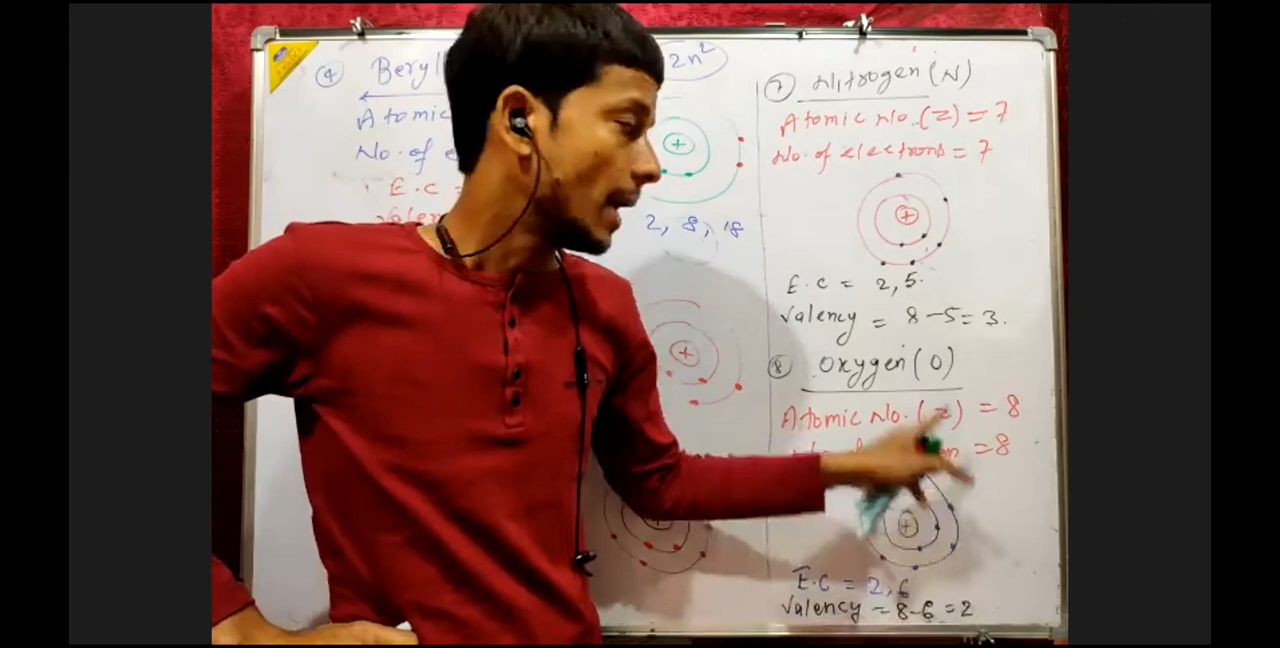 ④ Beryl
Atomic
No. of e
E.C =
Valen
2n²
+
2, 8, 18
+
+
⑦ Nitrogen (N)
Atomic No. (Z) = 7
No. of electrons = 7
+
E.C = 2, 5.
Valency = 8-5=3.
⑧ Oxygen (O)
Atomic No. (Z) = 8
= 8
+
E.C = 2, 6
Valency = 8-6=2